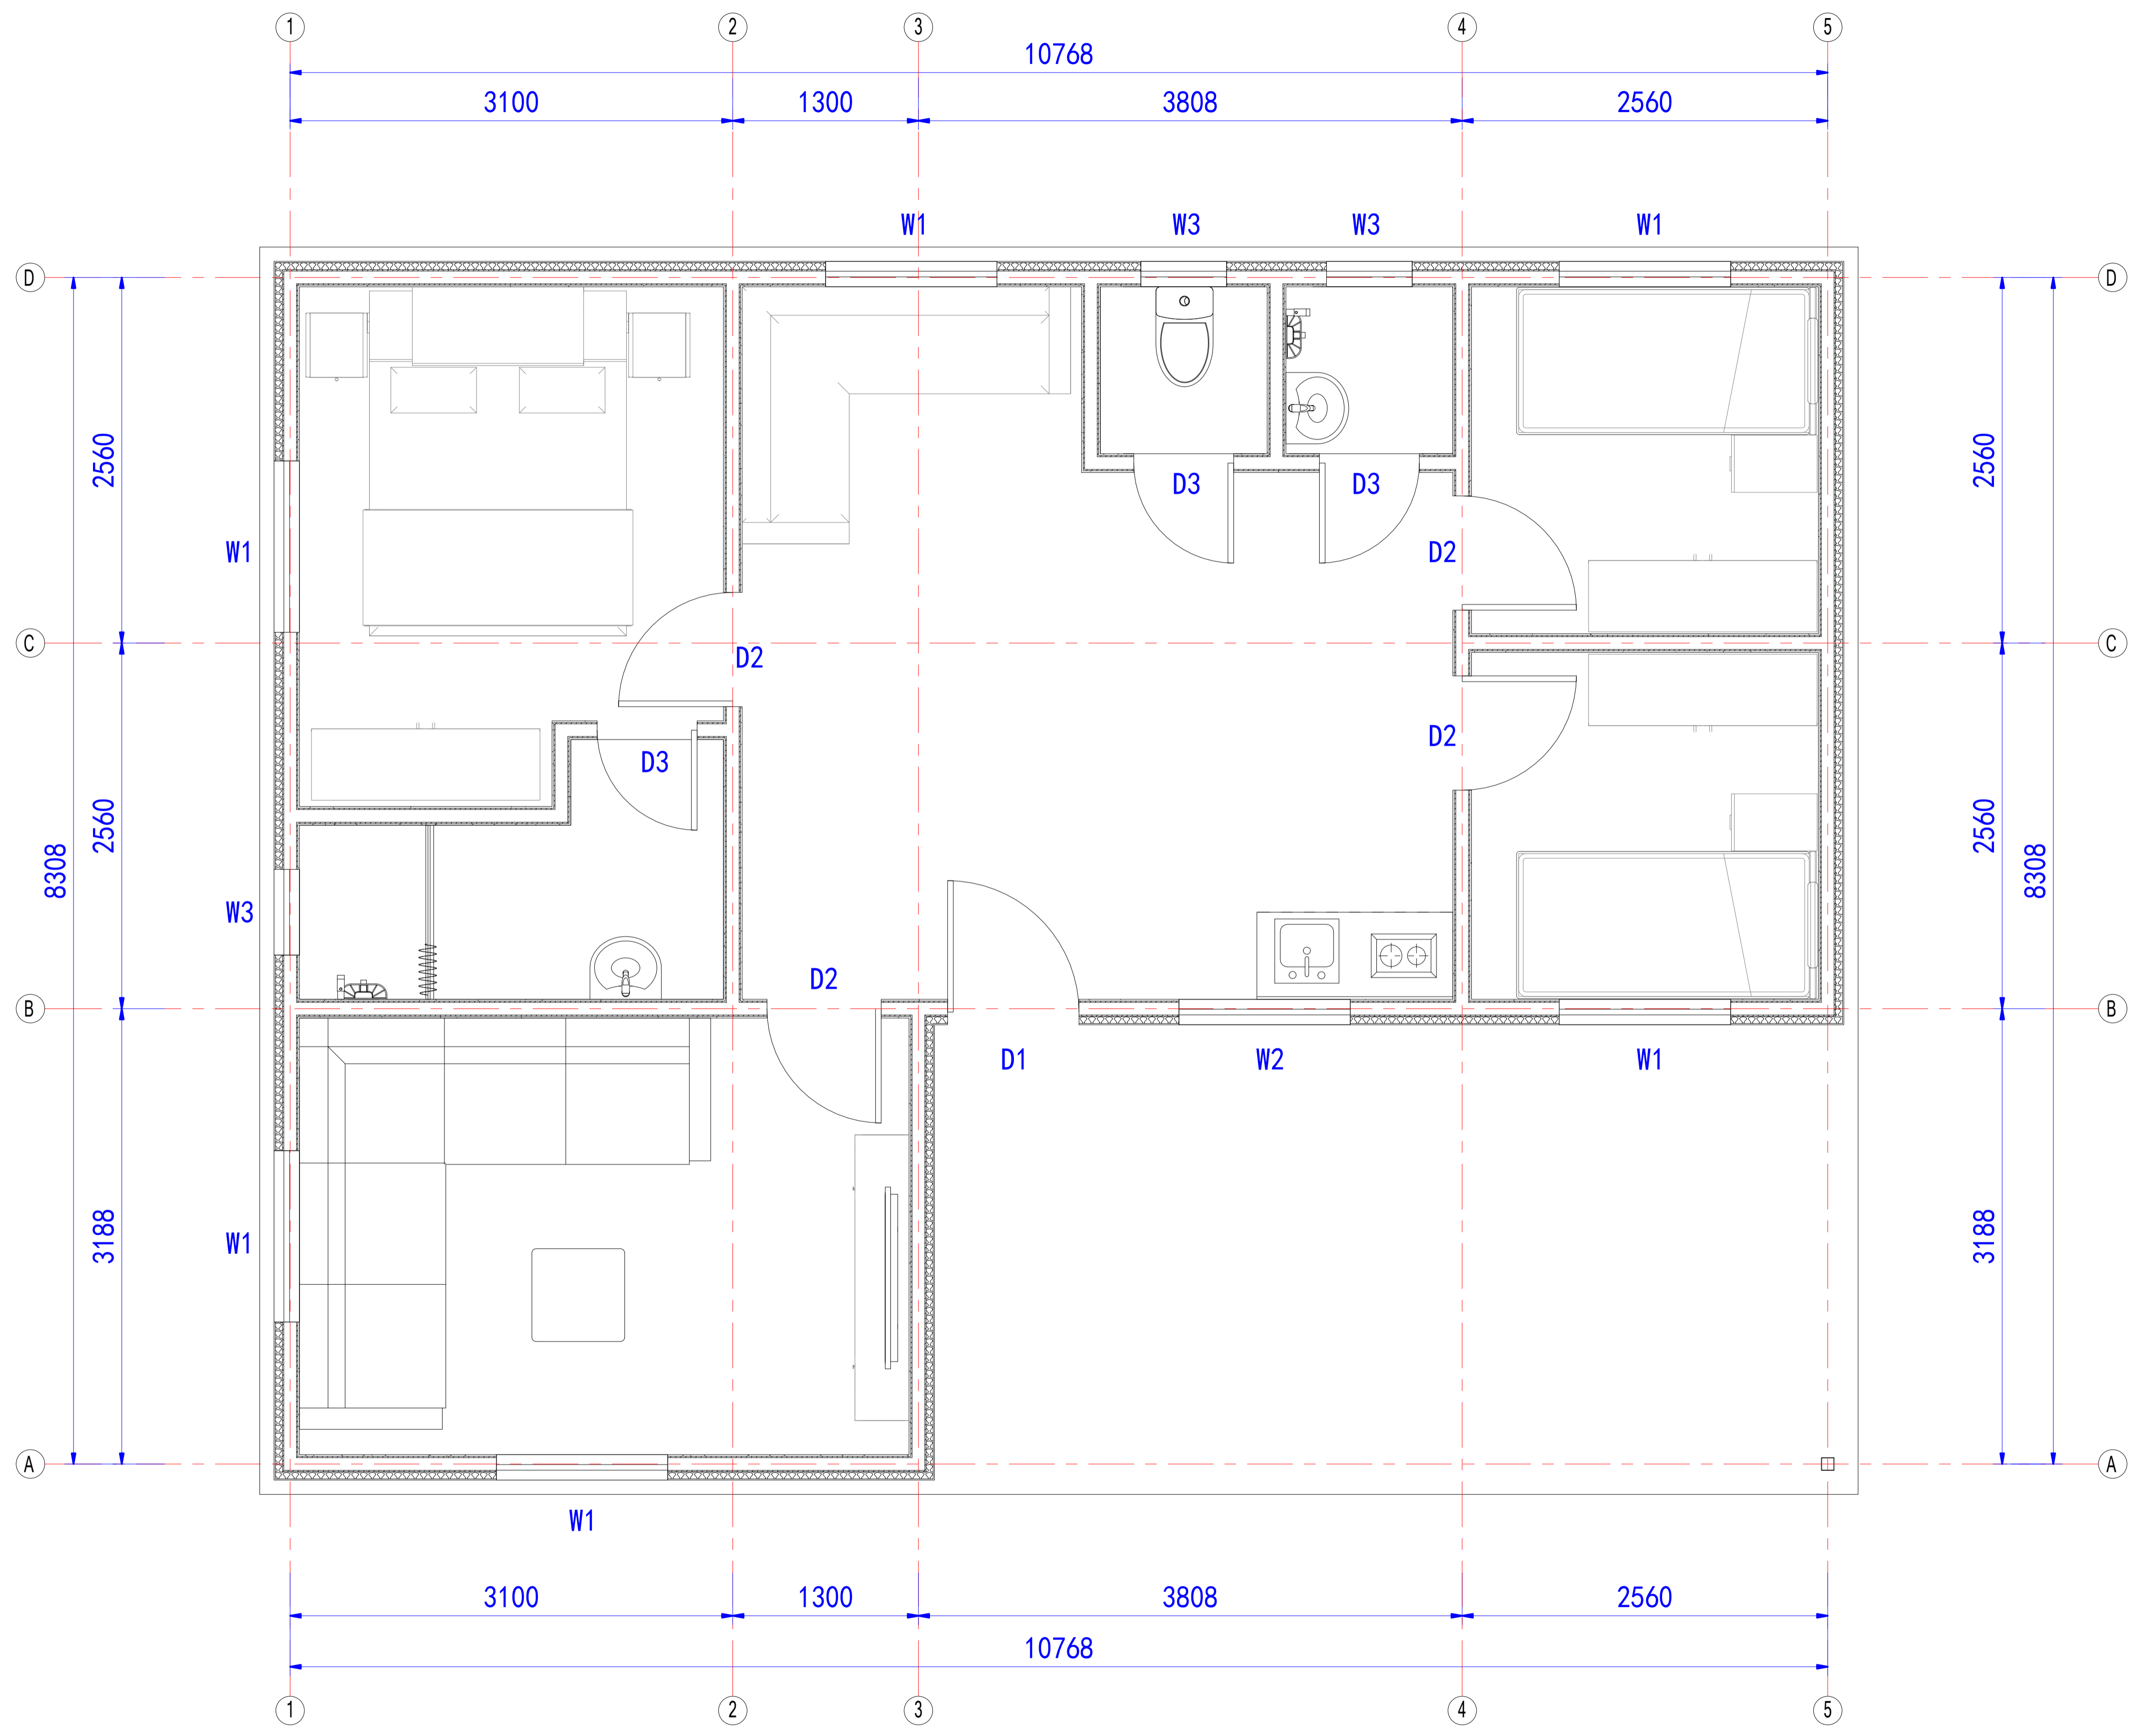 1 2 3 4 5
10768
3100 1300 3808 2560
W1 W3 W3 W1
D D
2560 2560
D3 D3
W1 D2
C C
D2
D2
D3
2560 2560
8308 8308
W3
D2
B B
D1 W2 W1
3188 3188
W1
A A
W1
3100 1300 3808 2560
10768
1 2 3 4 5